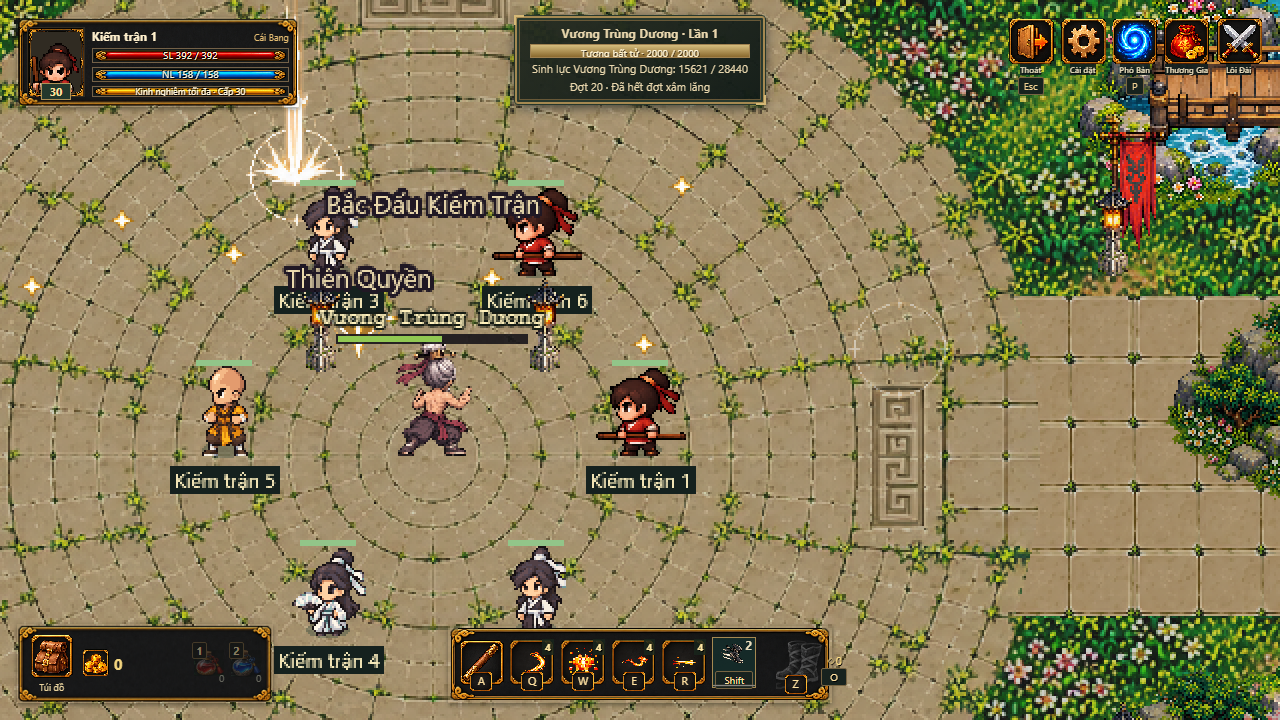 Kiếm trận 1
Cái Bang
SL 392 / 392
NL 158 / 158
Kinh nghiệm tối đa - Cấp 30
30
Vương Trùng Dương · Lần 1
Tượng bất tử · 2000 / 2000
Sinh lực Vương Trùng Dương: 15621 / 28440
Đợt 20 · Đã hết đợt xâm lăng
Thoát
Cài đặt
Phó Bản
Thương Gia
Lôi Đài
Esc
P
Bắc Đẩu Kiếm Trận
Thiên Quyền
Kiếm trận 3
Kiếm trận 6
Vương Trùng Dương
Kiếm trận 5
Kiếm trận 1
Kiếm trận 4
Túi đồ
0
1
0
2
0
A
Q
4
W
4
E
4
R
4
Shift
2
Z
O